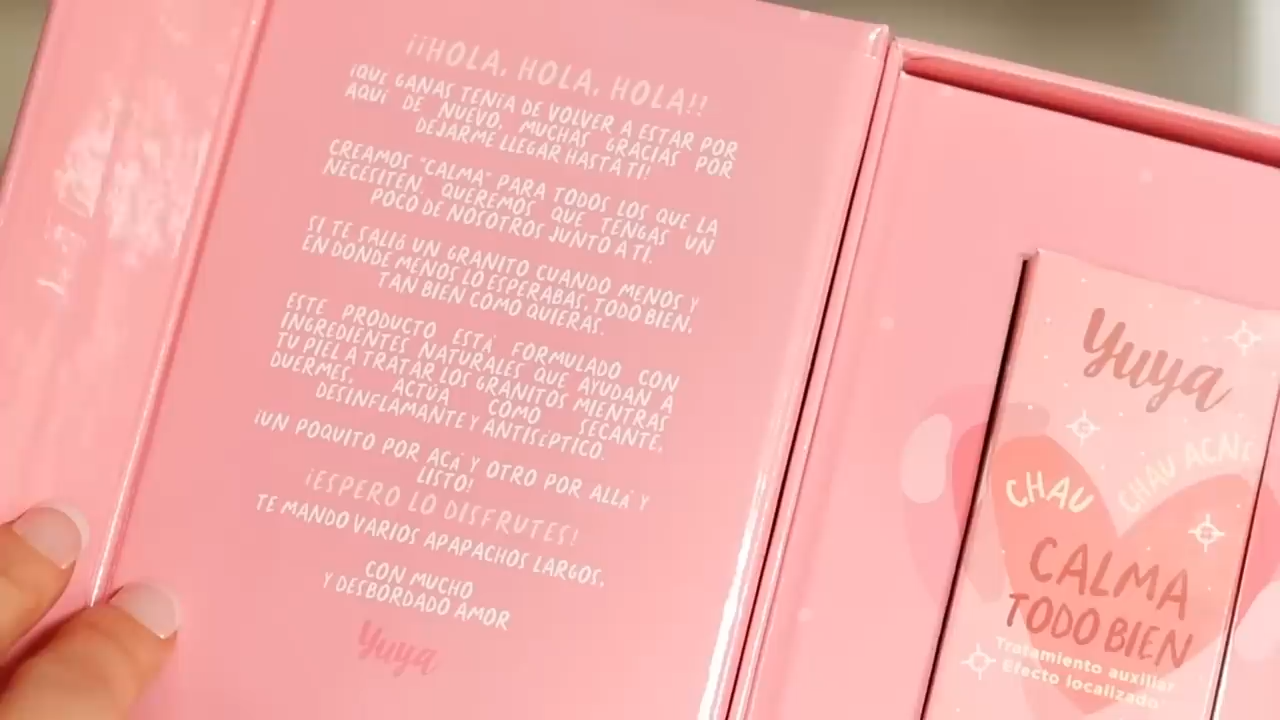 ¡¡HOLA, HOLA, HOLA!!
¡QUE GANAS TENÍA DE VOLVER A ESTAR POR
AQUÍ DE NUEVO, MUCHAS GRACIAS POR
DEJARME LLEGAR HASTA TI!
CREAMOS "CALMA" PARA TODOS LOS QUE LA
NECESITEN, QUEREMOS QUE TENGAS UN
POCO DE NOSOTROS JUNTO A TI.
SI TE SALIÓ UN GRANITO CUANDO MENOS Y
EN DONDE MENOS LO ESPERABAS, TODO BIEN,
TAN BIEN COMO QUIERAS.
ESTE PRODUCTO ESTÁ FORMULADO CON
INGREDIENTES NATURALES QUE AYUDAN A
TU PIEL A TRATAR LOS GRANITOS MIENTRAS
DUERMES, ACTÚA COMO SECANTE,
DESINFLAMANTE Y ANTISÉPTICO.
¡UN POQUITO POR ACÁ Y OTRO POR ALLÁ Y
LISTO!
¡ESPERO LO DISFRUTES!
TE MANDO VARIOS APAPACHOS LARGOS,
CON MUCHO
Y DESBORDADO AMOR
Yuya
Yuya
CHAU CHAU ACNÉ
CALMA
TODO BIEN
Tratamiento auxiliar
Efecto localizado